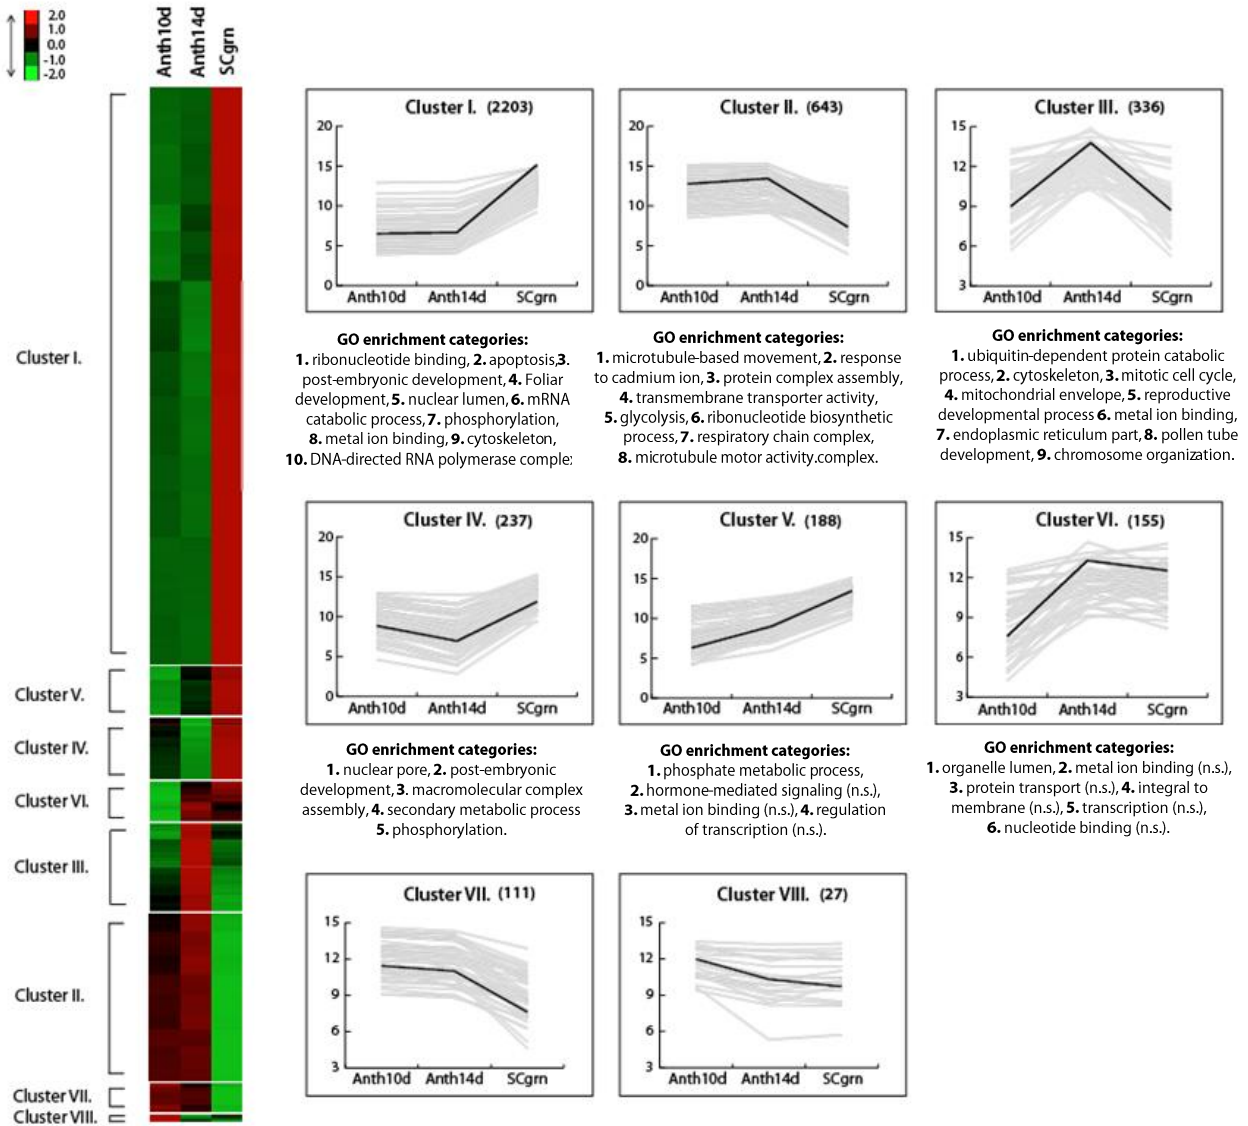 2.0
1.0
0.0
-1.0
-2.0
Anth10d
Anth14d
SCgrn
Cluster I.
Cluster V.
Cluster IV.
Cluster VI.
Cluster III.
Cluster II.
Cluster VII.
Cluster VIII.
Cluster I. (2203)
20
15
10
5
0
Anth10d Anth14d SCgrn
GO enrichment categories:
1. ribonucleotide binding, 2. apoptosis,3.
post-embryonic development, 4. Foliar
development, 5. nuclear lumen, 6. mRNA
catabolic process, 7. phosphorylation,
8. metal ion binding, 9. cytoskeleton,
10. DNA-directed RNA polymerase comple:
Cluster II. (643)
20
15
10
5
0
Anth10d Anth14d SCgrn
GO enrichment categories:
1. microtubule-based movement, 2. response
to cadmium ion, 3. protein complex assembly,
4. transmembrane transporter activity,
5. glycolysis, 6. ribonucleotide biosynthetic
process, 7. respiratory chain complex,
8. microtubule motor activity.complex.
Cluster III. (336)
15
12
9
6
3
Anth10d Anth14d SCgrn
GO enrichment categories:
1. ubiquitin-dependent protein catabolic
process, 2. cytoskeleton, 3. mitotic cell cycle,
4. mitochondrial envelope, 5. reproductive
developmental process 6. metal ion binding,
7. endoplasmic reticulum part, 8. pollen tube
development, 9. chromosome organization.
Cluster IV. (237)
20
15
10
5
0
Anth10d Anth14d SCgrn
GO enrichment categories:
1. nuclear pore, 2. post-embryonic
development, 3. macromolecular complex
assembly, 4. secondary metabolic process
5. phosphorylation.
Cluster V. (188)
20
15
10
5
0
Anth10d Anth14d SCgrn
GO enrichment categories:
1. phosphate metabolic process,
2. hormone-mediated signaling (n.s.),
3. metal ion binding (n.s.), 4. regulation
of transcription (n.s.).
Cluster VI. (155)
15
12
9
6
3
Anth10d Anth14d SCgrn
GO enrichment categories:
1. organelle lumen, 2. metal ion binding (n.s.),
3. protein transport (n.s.), 4. integral to
membrane (n.s.), 5. transcription (n.s.),
6. nucleotide binding (n.s.).
Cluster VII. (111)
15
12
9
6
3
Anth10d Anth14d SCgrn
Cluster VIII. (27)
15
12
9
6
3
Anth10d Anth14d SCgrn